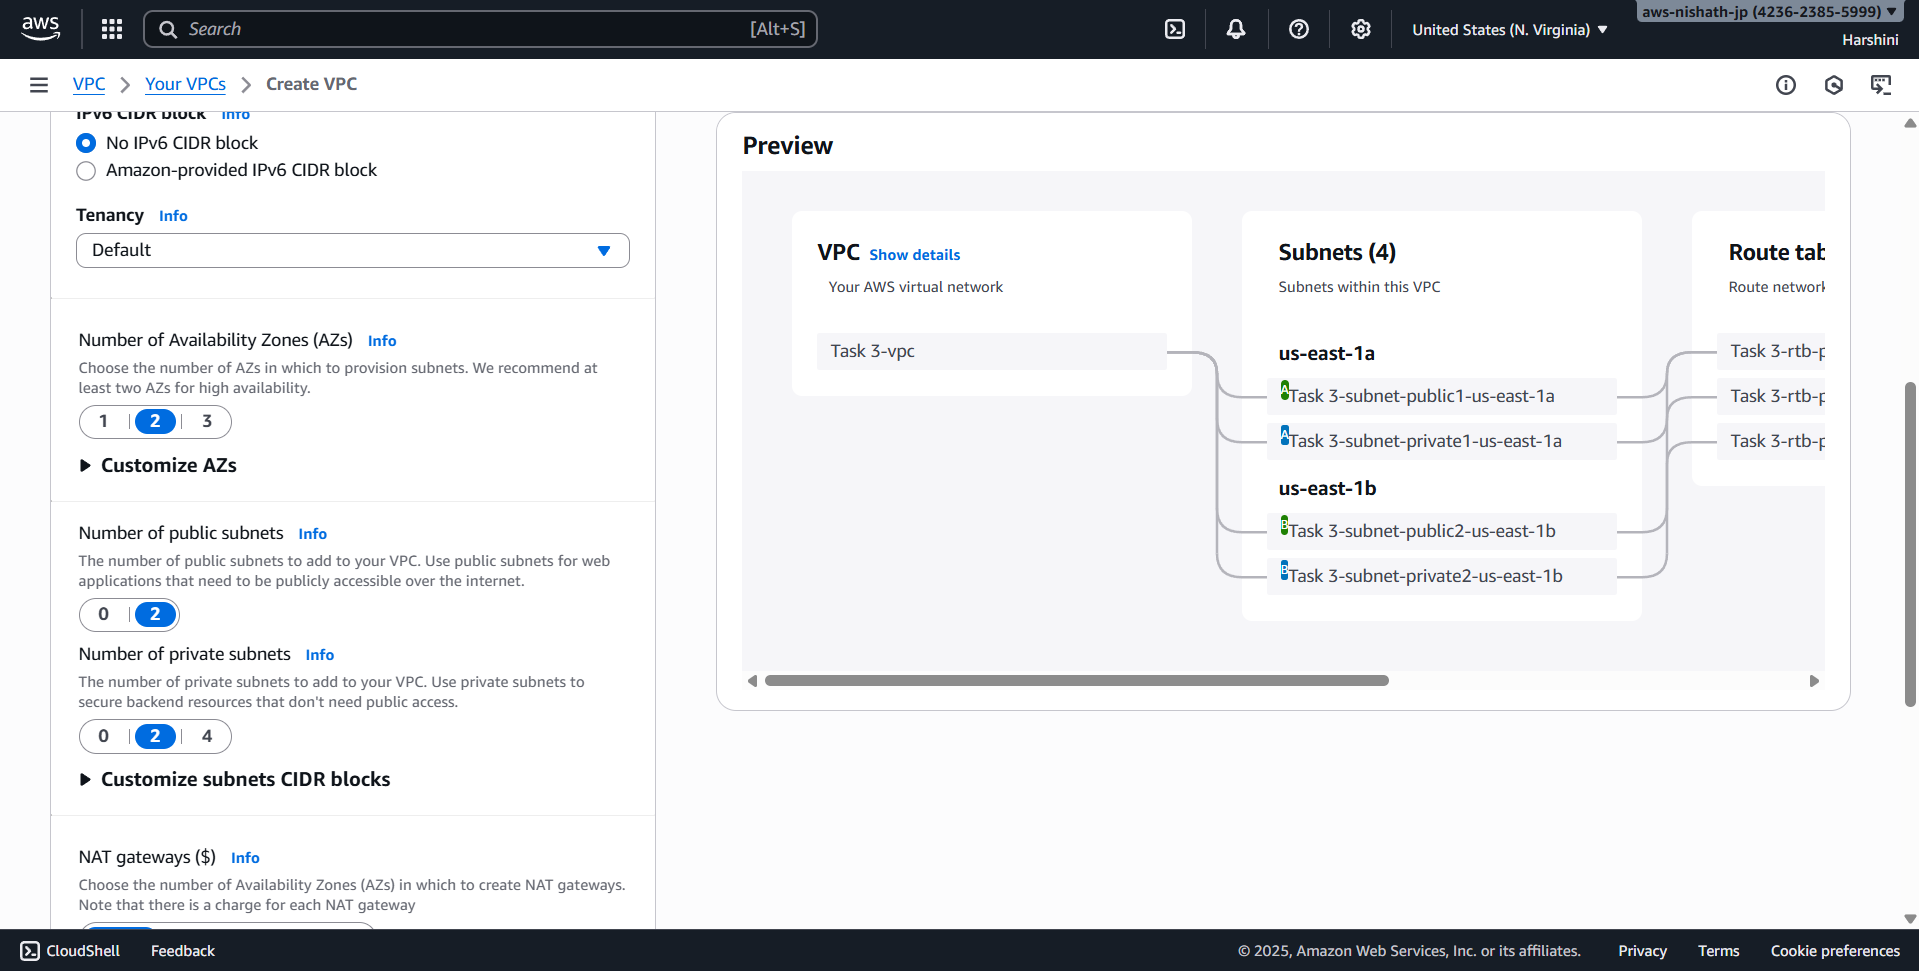 aws
Search
[Alt+S]
United States (N. Virginia)
aws-nishath-jp (4236-2385-5999)
Harshini
VPC
Your VPCs
Create VPC
IPv6 CIDR block Info
No IPv6 CIDR block
Amazon-provided IPv6 CIDR block
Tenancy Info
Default
Number of Availability Zones (AZs) Info
Choose the number of AZs in which to provision subnets. We recommend at
least two AZs for high availability.
1 2 3
Customize AZs
Number of public subnets Info
The number of public subnets to add to your VPC. Use public subnets for web
applications that need to be publicly accessible over the internet.
0 2
Number of private subnets Info
The number of private subnets to add to your VPC. Use private subnets to
secure backend resources that don't need public access.
0 2 4
Customize subnets CIDR blocks
NAT gateways ($) Info
Choose the number of Availability Zones (AZs) in which to create NAT gateways.
Note that there is a charge for each NAT gateway
Preview
VPC Show details
Your AWS virtual network
Task 3-vpc
Subnets (4)
Subnets within this VPC
us-east-1a
A Task 3-subnet-public1-us-east-1a
A Task 3-subnet-private1-us-east-1a
us-east-1b
B Task 3-subnet-public2-us-east-1b
B Task 3-subnet-private2-us-east-1b
Route tab
Route network
Task 3-rtb-p
Task 3-rtb-p
Task 3-rtb-p
CloudShell
Feedback
© 2025, Amazon Web Services, Inc. or its affiliates.
Privacy
Terms
Cookie preferences